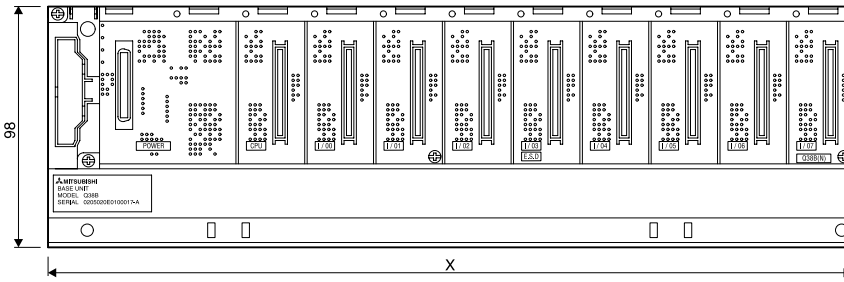 98
POWER
CPU
I / 00
I / 01
I / 02
I / 03
E.S.D
I / 04
I / 05
I / 06
I / 07
Q38B(N)
MITSUBISHI
BASE UNIT
MODEL Q38B
SERIAL 0205020E0100017-A
X